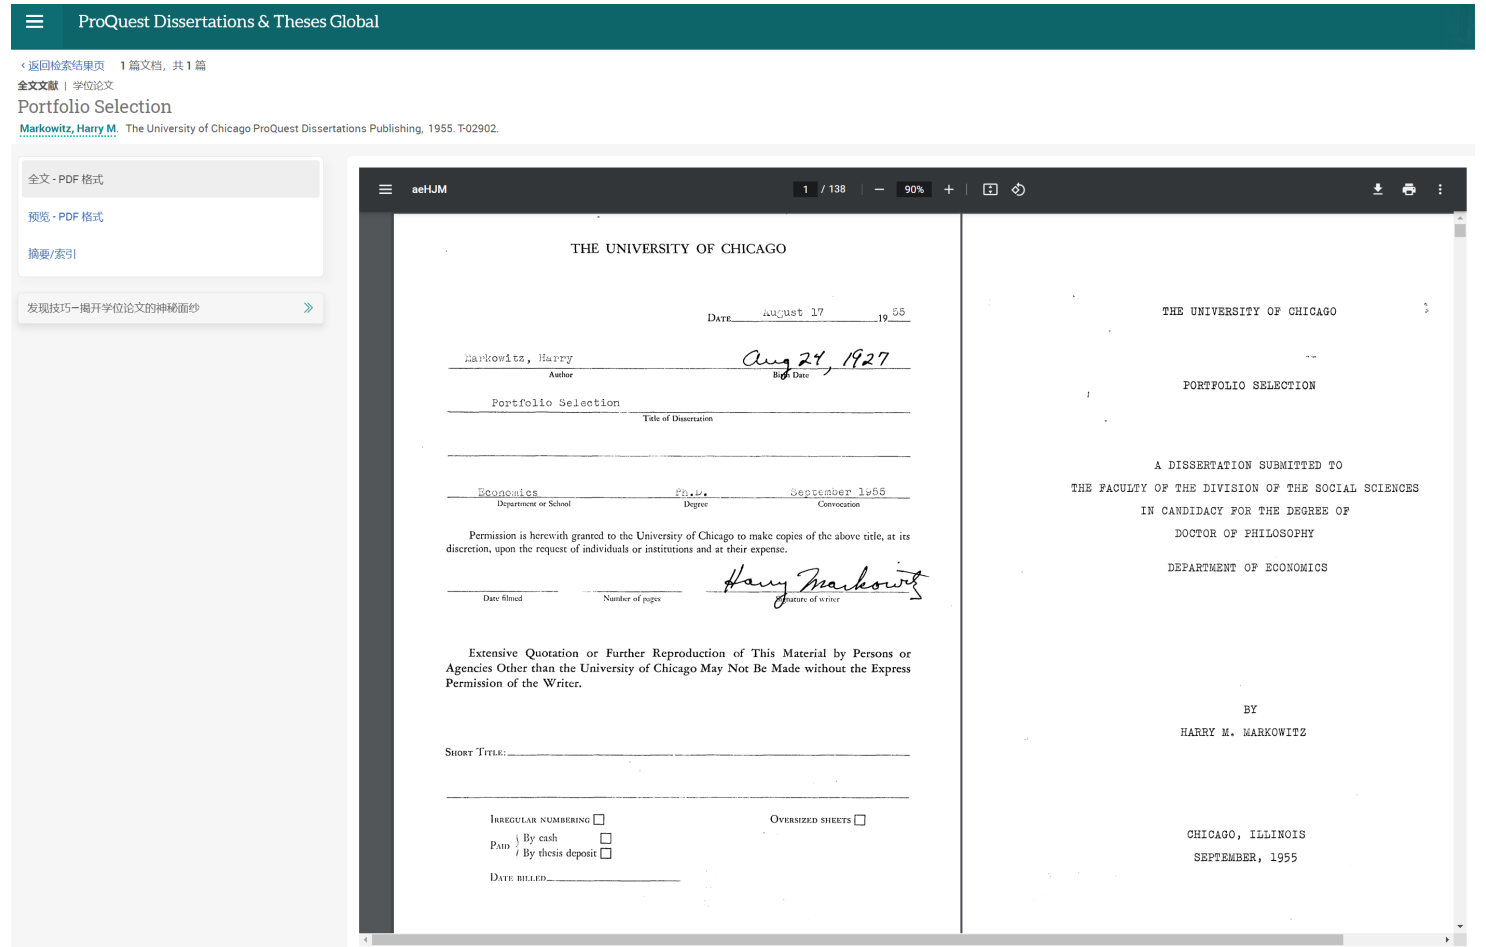 ProQuest Dissertations & Theses Global
‹ 返回检索结果页 1 篇文档，共 1 篇
全文文献 | 学位论文
Portfolio Selection
Markowitz, Harry M. The University of Chicago ProQuest Dissertations Publishing, 1955. T-02902.
全文 - PDF 格式
预览 - PDF 格式
摘要/索引
发现技巧—揭开学位论文的神秘面纱
aeHJM
1 / 138
90%
THE UNIVERSITY OF CHICAGO
DATE August 17 19 55
Markowitz, Harry Aug 24, 1927
Author Birth Date
Portfolio Selection
Title of Dissertation
Economics Ph.D. September 1955
Department or School Degree Convocation
Permission is herewith granted to the University of Chicago to make copies of the above title, at its
discretion, upon the request of individuals or institutions and at their expense.
Harry Markowitz
Date filmed Number of pages Signature of writer
Extensive Quotation or Further Reproduction of This Material by Persons or
Agencies Other than the University of Chicago May Not Be Made without the Express
Permission of the Writer.
SHORT TITLE:
IRREGULAR NUMBERING OVERSIZED SHEETS
PAID By cash
By thesis deposit
DATE BILLED
THE UNIVERSITY OF CHICAGO
PORTFOLIO SELECTION
A DISSERTATION SUBMITTED TO
THE FACULTY OF THE DIVISION OF THE SOCIAL SCIENCES
IN CANDIDACY FOR THE DEGREE OF
DOCTOR OF PHILOSOPHY
DEPARTMENT OF ECONOMICS
BY
HARRY M. MARKOWITZ
CHICAGO, ILLINOIS
SEPTEMBER, 1955